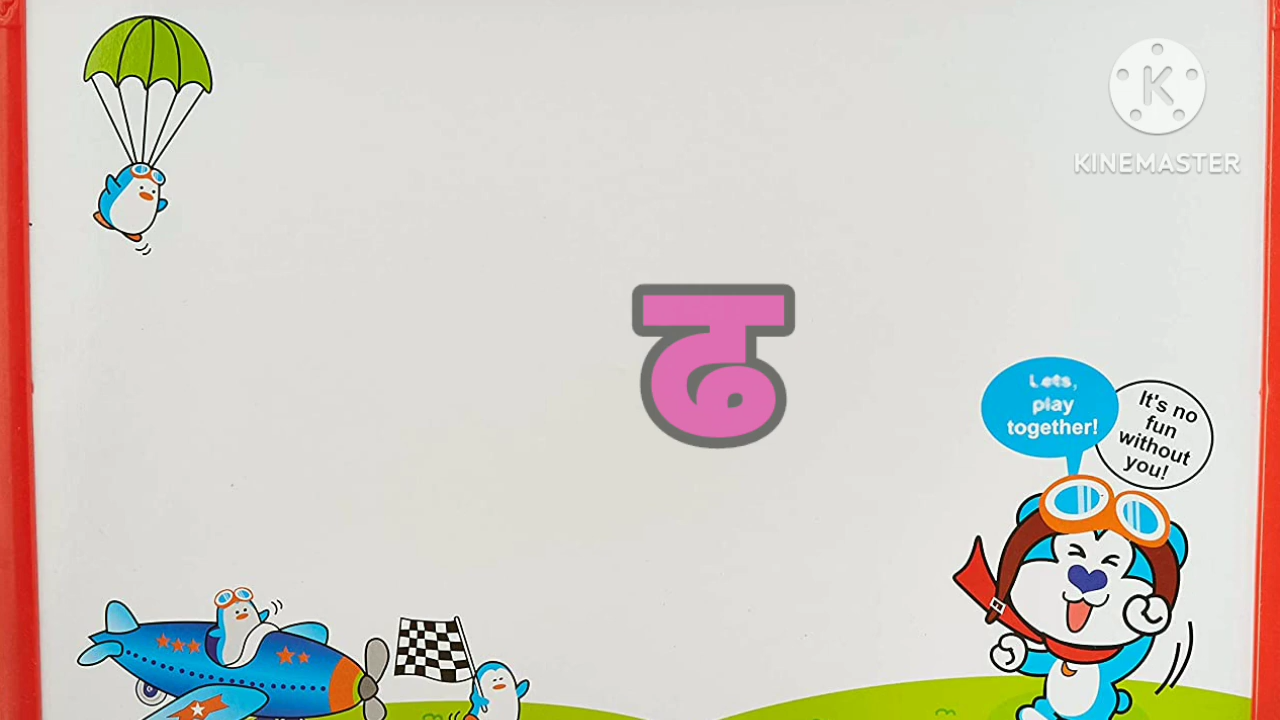 K
KINEMASTER
ढ
Lets,
play
together!
It's no
fun
without
you!